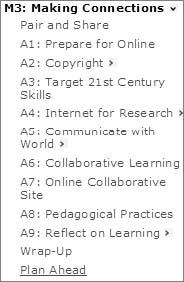 M3: Making Connections
Pair and Share
A1: Prepare for Online
A2: Copyright
A3: Target 21st Century
Skills
A4: Internet for Research
A5: Communicate with
World
A6: Collaborative Learning
A7: Online Collaborative
Site
A8: Pedagogical Practices
A9: Reflect on Learning
Wrap-Up
Plan Ahead